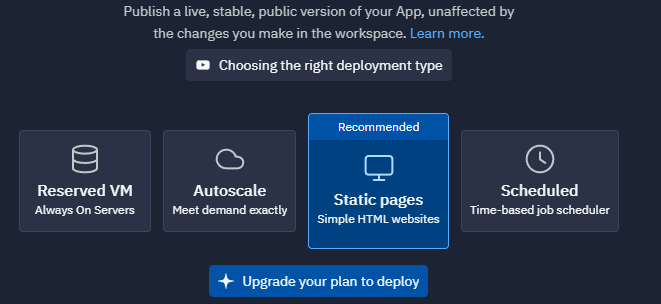 Publish a live, stable, public version of your App, unaffected by
the changes you make in the workspace. Learn more.
Choosing the right deployment type
Reserved VM
Always On Servers
Autoscale
Meet demand exactly
Recommended
Static pages
Simple HTML websites
Scheduled
Time-based job scheduler
Upgrade your plan to deploy